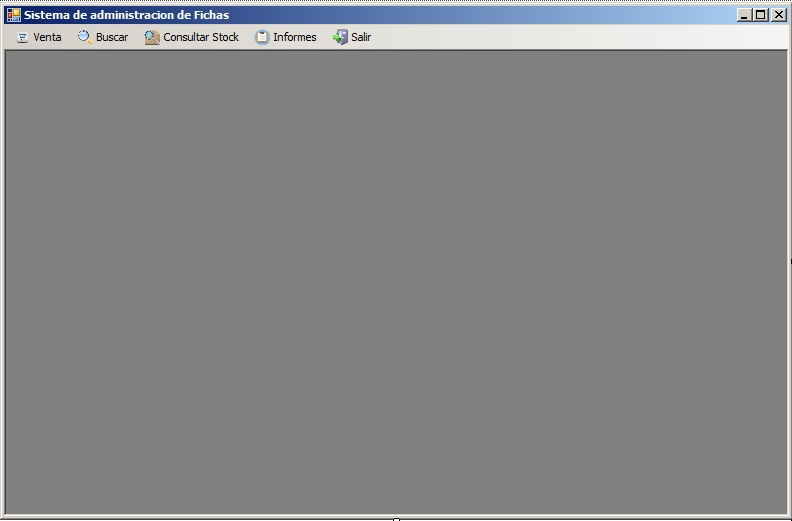 Sistema de administracion de Fichas
Venta Buscar Consultar Stock Informes Salir